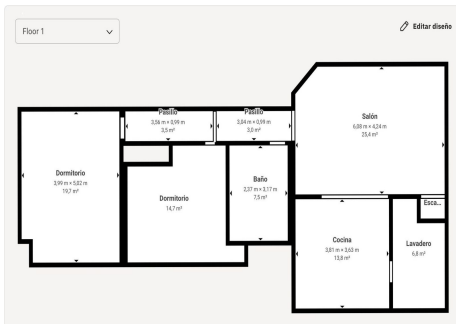 Floor 1
Editar diseño
Pasillo
3,56 m × 0,99 m
3,5 m²
Pasillo
3,04 m × 0,99 m
3,0 m²
Salón
6,08 m × 4,24 m
25,4 m²
Dormitorio
3,99 m × 5,02 m
19,7 m²
Dormitorio
14,7 m²
Baño
2,37 m × 3,17 m
7,5 m²
Esca...
Cocina
3,81 m × 3,63 m
13,8 m²
Lavadero
6,8 m²